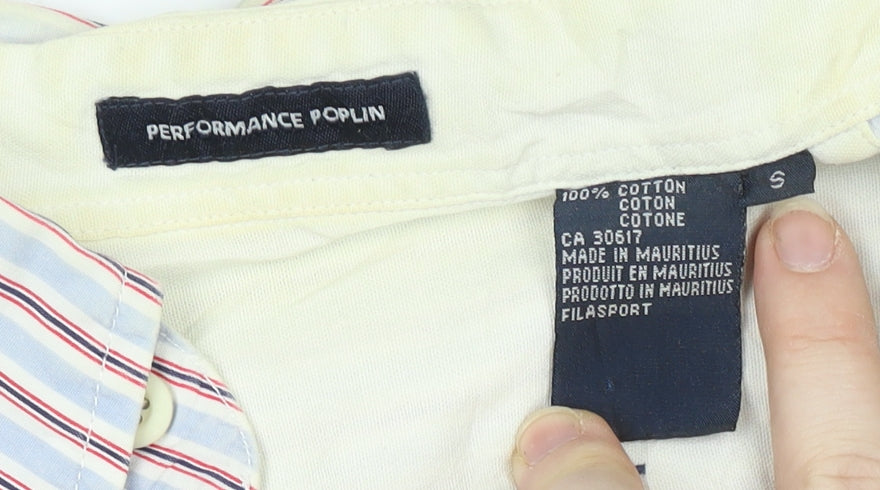 PERFORMANCE POPLIN
S
100% COTTON
COTON
COTONE
CA 30617
MADE IN MAURITIUS
PRODUIT EN MAURITIUS
PRODOTTO IN MAURITIUS
FILASPORT